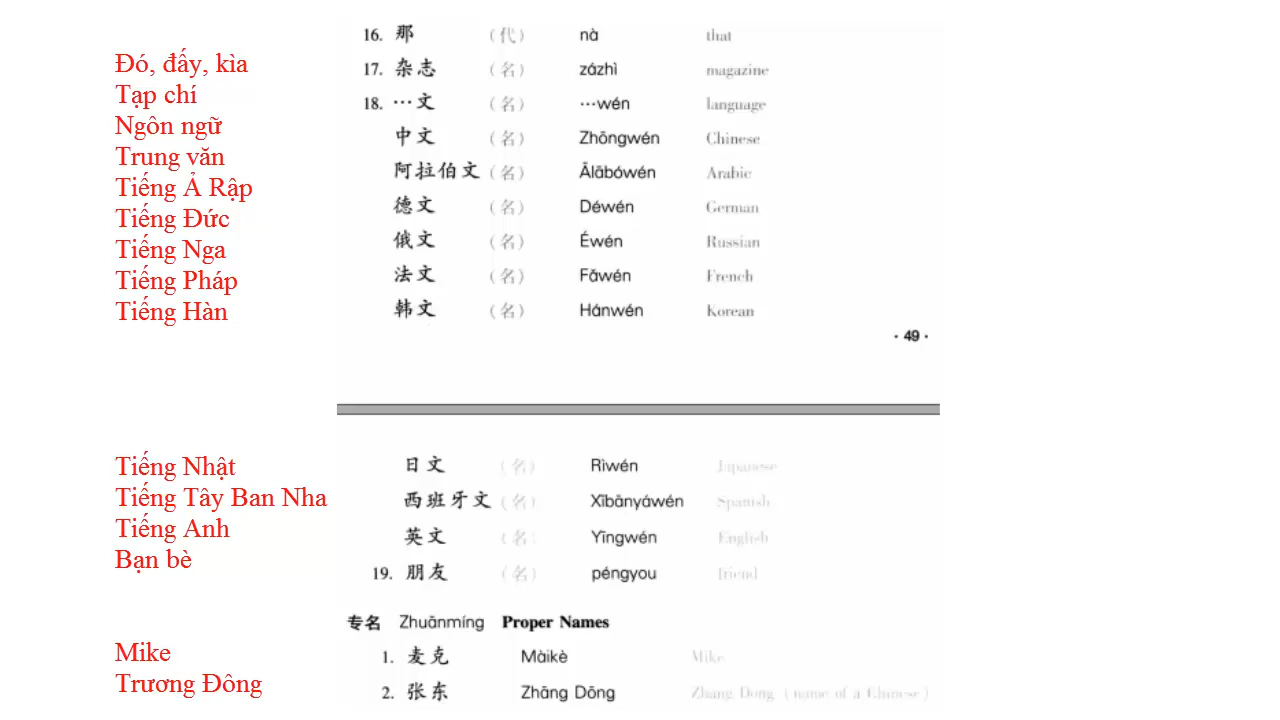 Đó, đấy, kìa
Tạp chí
Ngôn ngữ
Trung văn
Tiếng Ả Rập
Tiếng Đức
Tiếng Nga
Tiếng Pháp
Tiếng Hàn
16. 那 （代） nà that
17. 杂志 （名） zázhì magazine
18. …文 （名） …wén language
中文 （名） Zhōngwén Chinese
阿拉伯文 （名） Ālābówén Arabic
德文 （名） Déwén German
俄文 （名） Éwén Russian
法文 （名） Fǎwén French
韩文 （名） Hánwén Korean
· 49 ·
Tiếng Nhật
Tiếng Tây Ban Nha
Tiếng Anh
Bạn bè
日文 （名） Rìwén Japanese
西班牙文 （名） Xībānyáwén Spanish
英文 （名） Yīngwén English
19. 朋友 （名） péngyou friend
专名 Zhuānmíng Proper Names
Mike
Trương Đông
1. 麦克 Màikè Mike
2. 张东 Zhāng Dōng Zhang Dong (name of a Chinese)